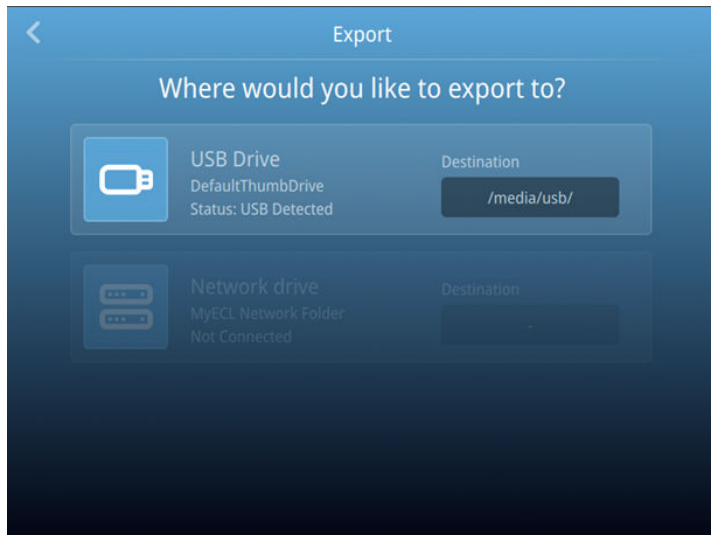 Export
Where would you like to export to?
USB Drive
DefaultThumbDrive
Status: USB Detected
Destination
/media/usb/
Network drive
MyECL Network Folder
Not Connected
Destination
-